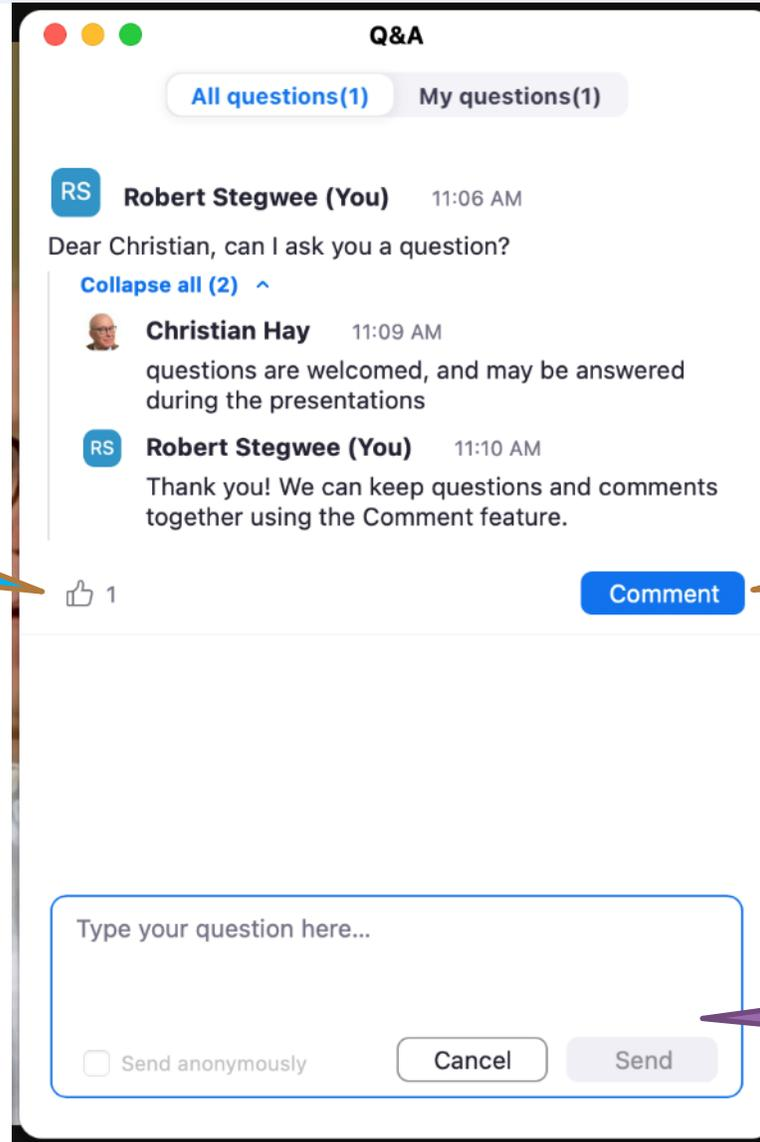 Q&A
All questions(1) My questions(1)
RS Robert Stegwee (You) 11:06 AM
Dear Christian, can I ask you a question?
Collapse all (2)
Christian Hay 11:09 AM
questions are welcomed, and may be answered
during the presentations
RS Robert Stegwee (You) 11:10 AM
Thank you! We can keep questions and comments
together using the Comment feature.
1 Comment
Type your question here...
Send anonymously Cancel Send